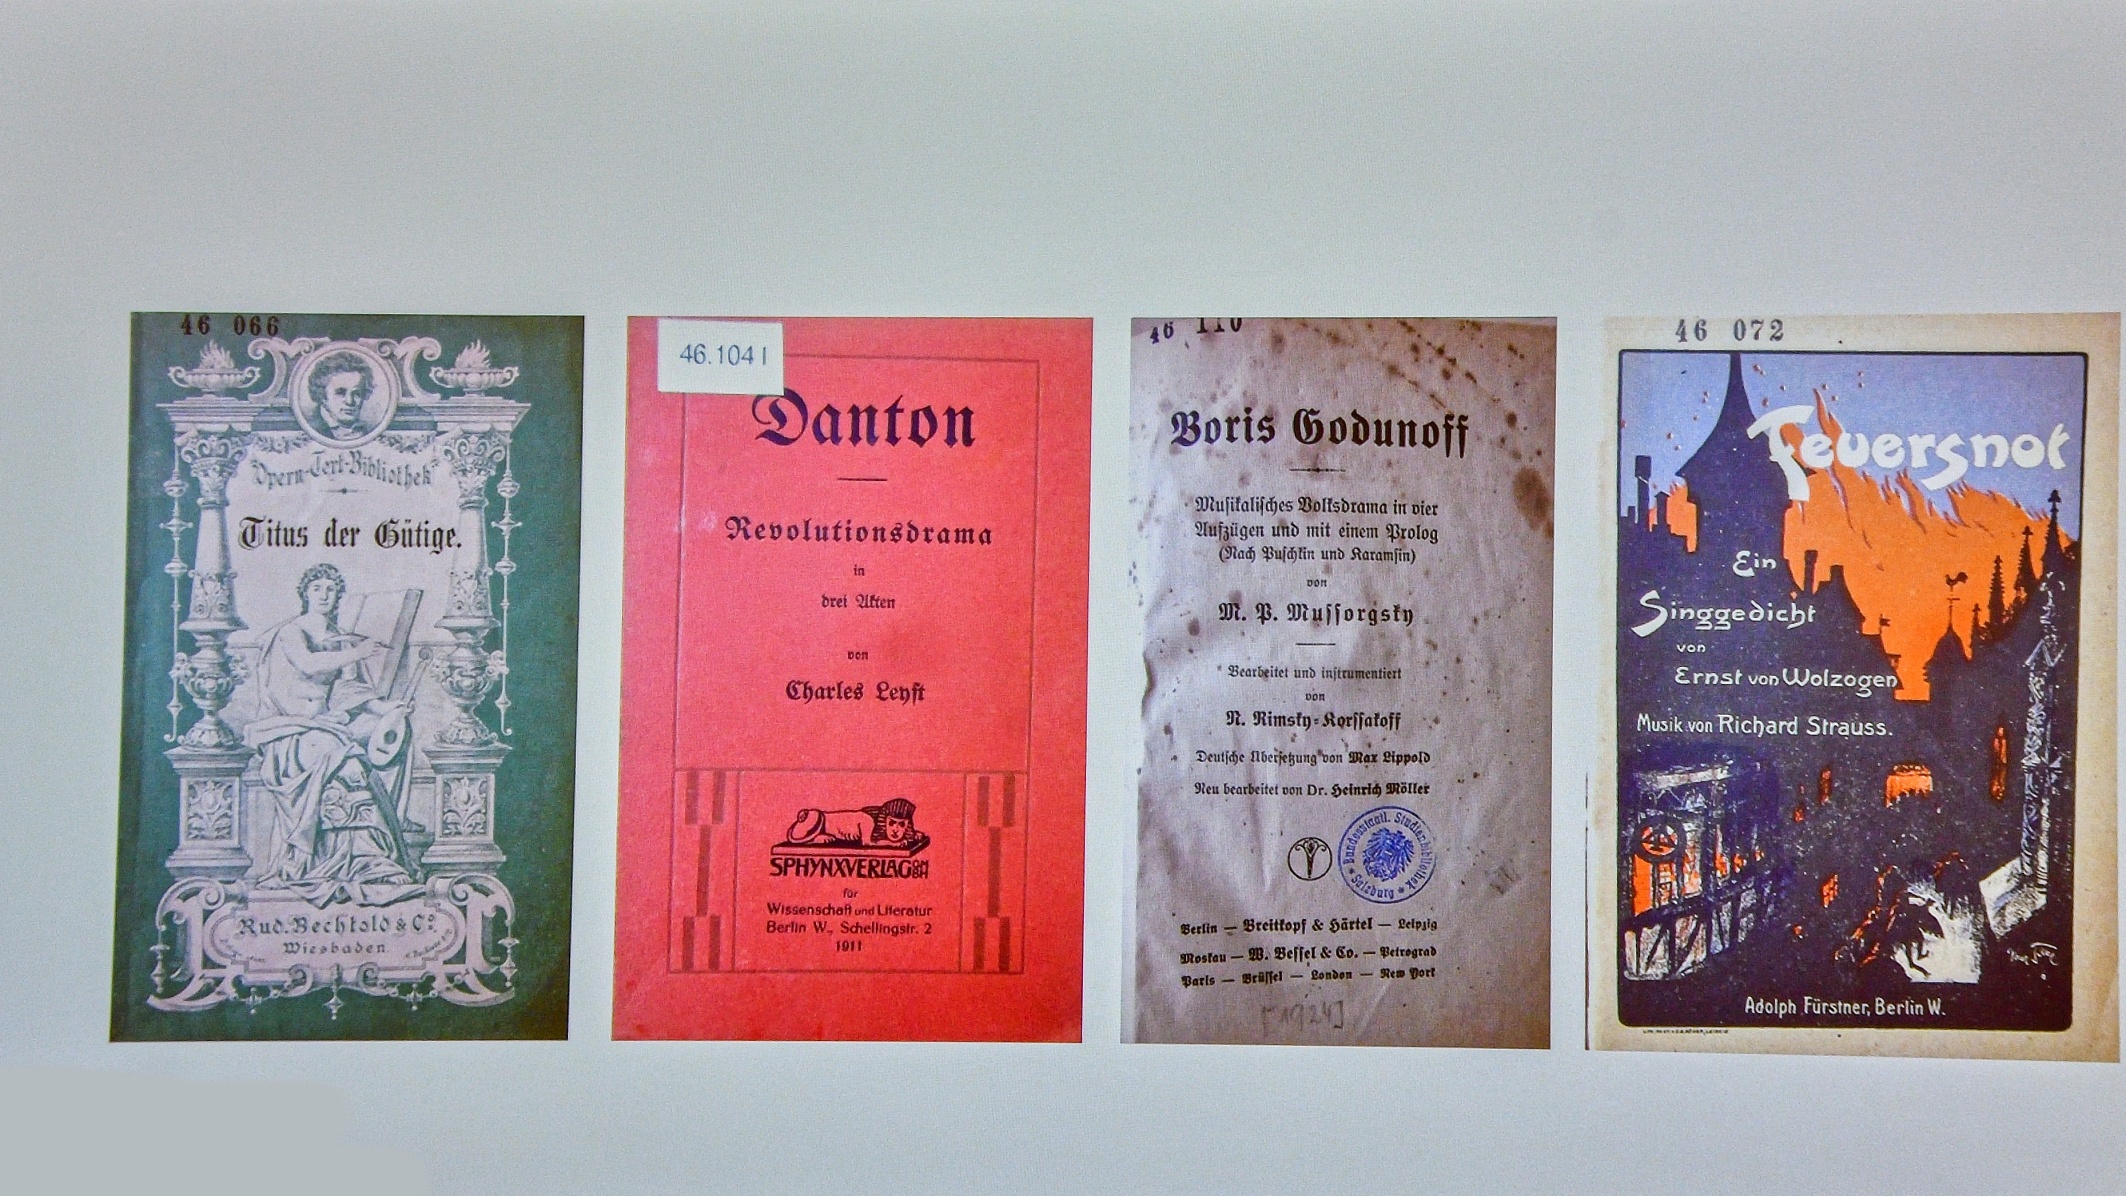 46 066
Opern-Text-Bibliothek
Titus der Gütige.
Rud. Bechtold & Co.
Wiesbaden.
46.104 I
Danton
Revolutionsdrama
in
drei Akten
von
Charles Leyst
SPHYNXVERLAG GMBH
für
Wissenschaft und Literatur
Berlin W., Schellingstr. 2
1911
46 110
Boris Godunoff
Musikalisches Volksdrama in vier
Aufzügen und mit einem Prolog
(Nach Puschkin und Karamsin)
von
M. P. Mussorgsky
Bearbeitet und instrumentiert
von
N. Rimsky-Korssakoff
Deutsche Übersetzung von Max Lippold
Neu bearbeitet von Dr. Heinrich Möller
Bundesstaatl. Studienbibliothek
Salzburg
Berlin — Breitkopf & Härtel — Leipzig
Moskau — W. Bessel & Co. — Petrograd
Paris — Brüssel — London — New York
[1924]
46 072
Feuersnot
Ein
Singgedicht
von
Ernst von Wolzogen
Musik von Richard Strauss.
Adolph Fürstner, Berlin W.